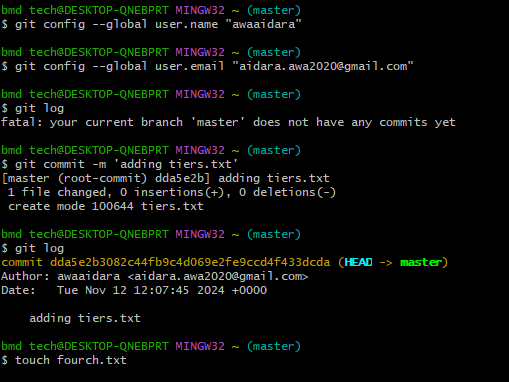 bmd tech@DESKTOP-QNEBPRT MINGW32 ~ (master)
$ git config --global user.name "awaaidara"
bmd tech@DESKTOP-QNEBPRT MINGW32 ~ (master)
$ git config --global user.email "aidara.awa2020@gmail.com"
bmd tech@DESKTOP-QNEBPRT MINGW32 ~ (master)
$ git log
fatal: your current branch 'master' does not have any commits yet
bmd tech@DESKTOP-QNEBPRT MINGW32 ~ (master)
$ git commit -m 'adding tiers.txt'
[master (root-commit) dda5e2b] adding tiers.txt
 1 file changed, 0 insertions(+), 0 deletions(-)
 create mode 100644 tiers.txt
bmd tech@DESKTOP-QNEBPRT MINGW32 ~ (master)
$ git log
commit dda5e2b3082c44fb9c4d069e2fe9ccd4f433dcda (HEAD -> master)
Author: awaaidara <aidara.awa2020@gmail.com>
Date:   Tue Nov 12 12:07:45 2024 +0000
    adding tiers.txt
bmd tech@DESKTOP-QNEBPRT MINGW32 ~ (master)
$ touch fourch.txt